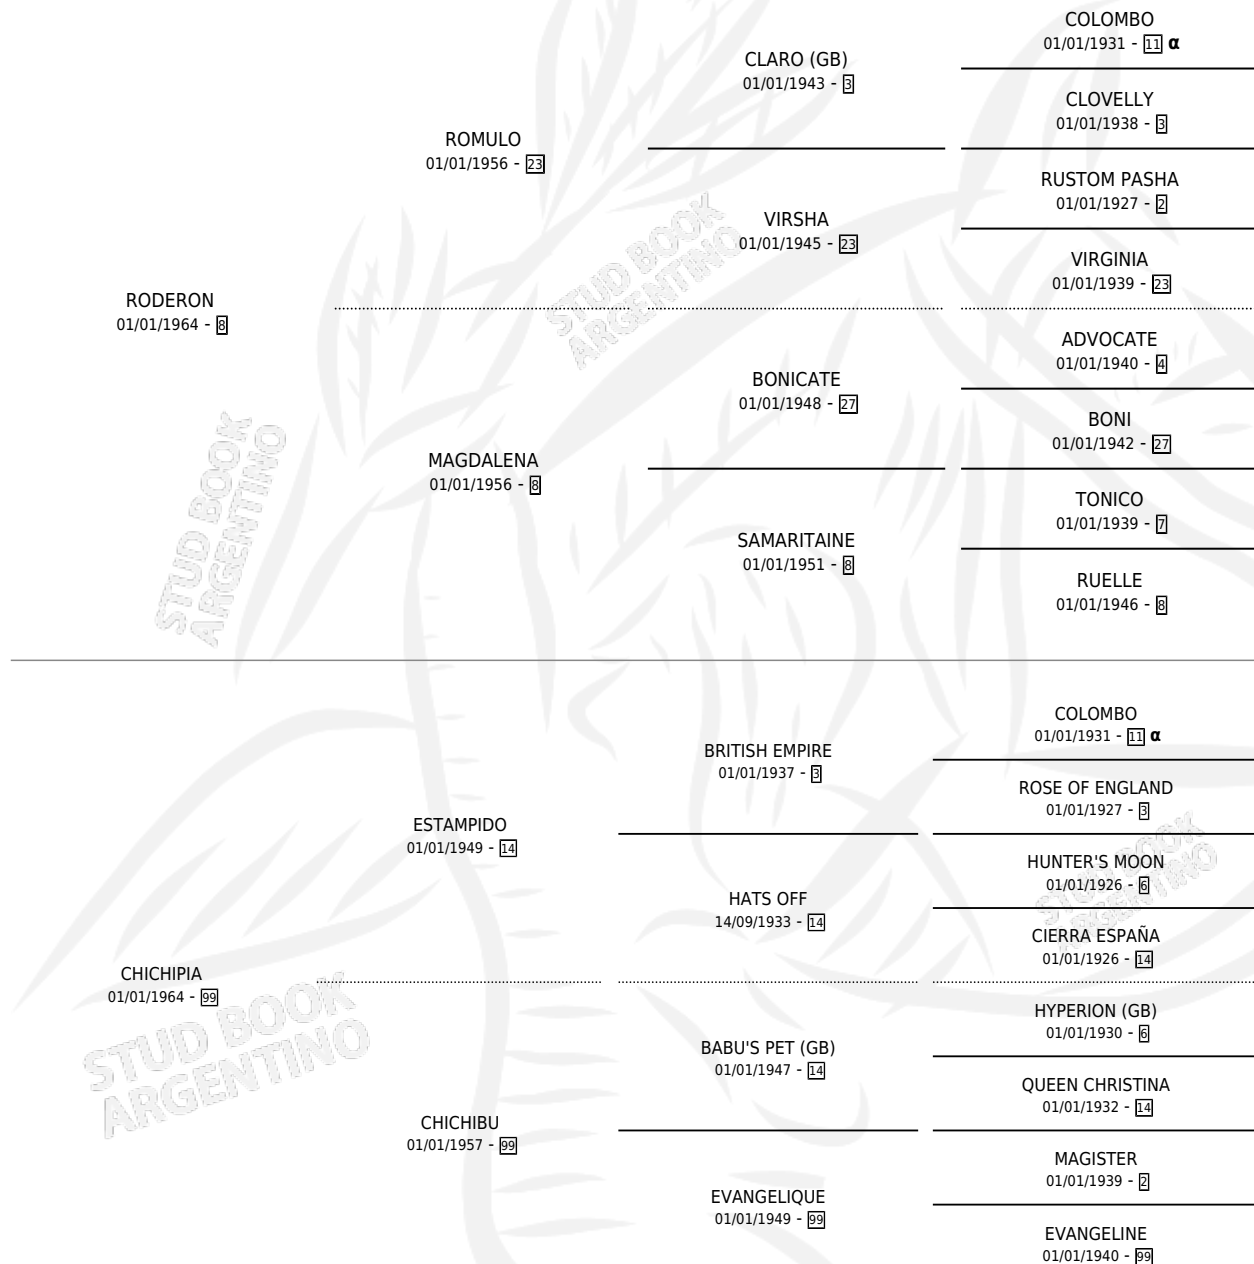 COLOMBO
01/01/1931 - 11 α
CLARO (GB)
01/01/1943 - 3
CLOVELLY
01/01/1938 - 3
ROMULO
01/01/1956 - 23
RUSTOM PASHA
01/01/1927 - 2
VIRSHA
01/01/1945 - 23
VIRGINIA
01/01/1939 - 23
RODERON
01/01/1964 - 8
ADVOCATE
01/01/1940 - 4
BONICATE
01/01/1948 - 27
BONI
01/01/1942 - 27
MAGDALENA
01/01/1956 - 8
TONICO
01/01/1939 - 7
SAMARITAINE
01/01/1951 - 8
RUELLE
01/01/1946 - 8
STUD BOOK
ARGENTINO
STUD BOOK
ARGENTINO
COLOMBO
01/01/1931 - 11 α
BRITISH EMPIRE
01/01/1937 - 3
ROSE OF ENGLAND
01/01/1927 - 3
ESTAMPIDO
01/01/1949 - 14
HUNTER'S MOON
01/01/1926 - 6
HATS OFF
14/09/1933 - 14
CIERRA ESPAÑA
01/01/1926 - 14
STUD BOOK
ARGENTINO
CHICHIPIA
01/01/1964 - 99
HYPERION (GB)
01/01/1930 - 6
BABU'S PET (GB)
01/01/1947 - 14
QUEEN CHRISTINA
01/01/1932 - 14
STUD BOOK
ARGENTINO
CHICHIBU
01/01/1957 - 99
MAGISTER
01/01/1939 - 2
EVANGELIQUE
01/01/1949 - 99
EVANGELINE
01/01/1940 - 99